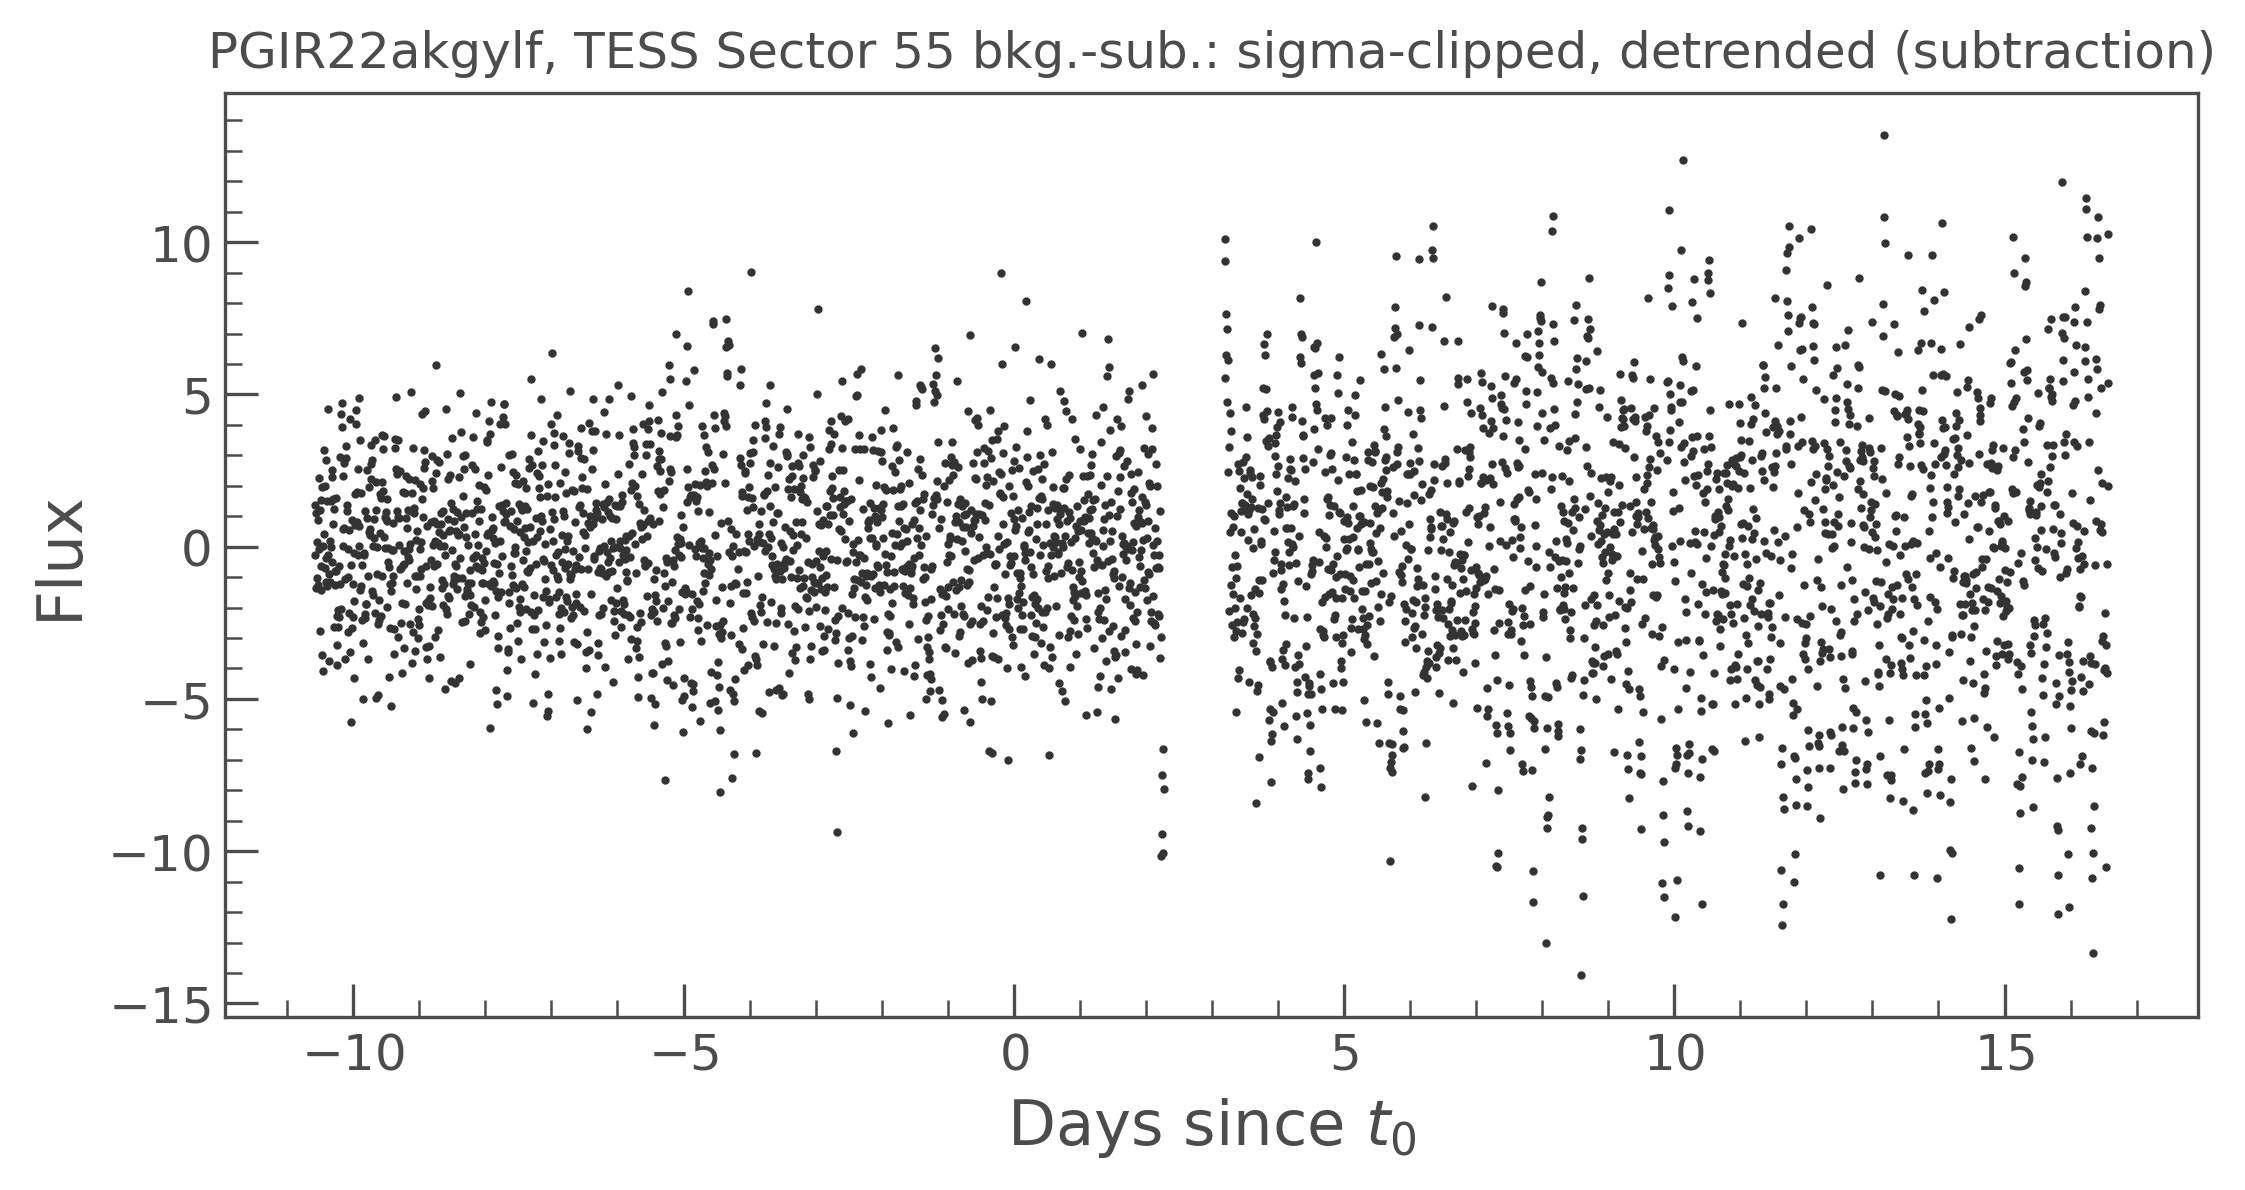 PGIR22akgylf, TESS Sector 55 bkg.-sub.: sigma-clipped, detrended (subtraction)
Flux
10
5
0
−5
−10
−15
−10 −5 0 5 10 15
Days since t₀